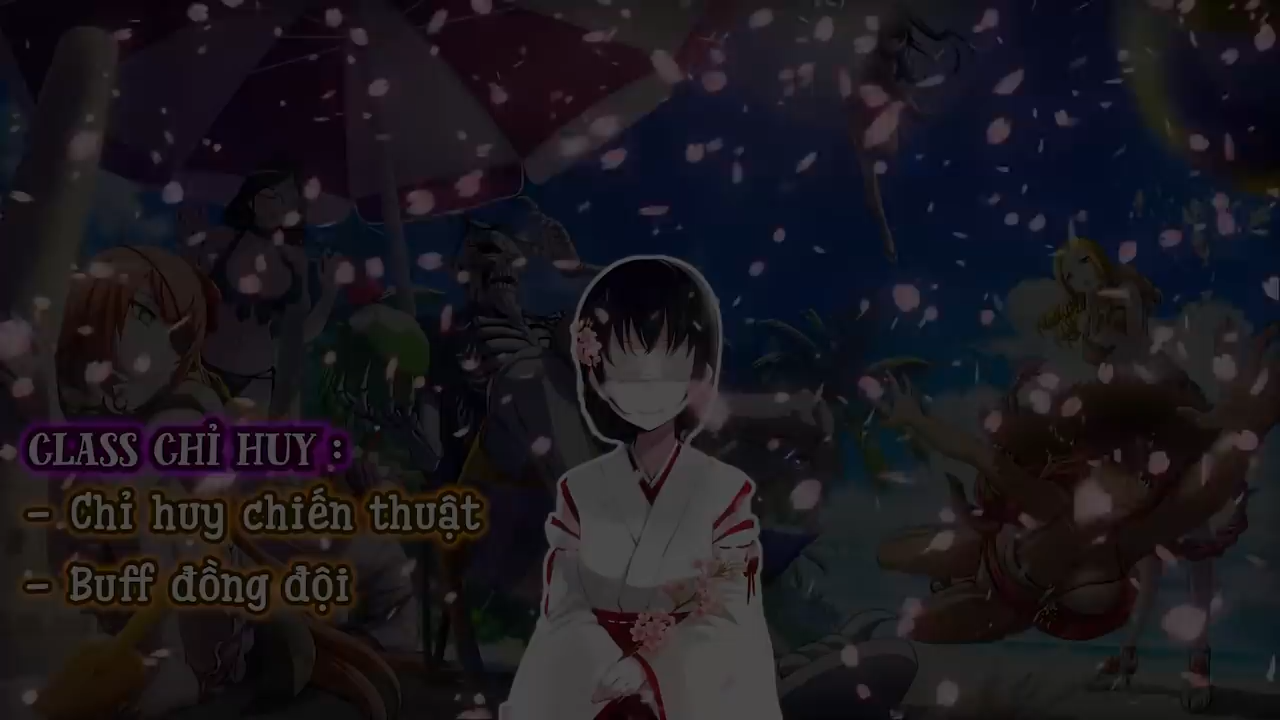 CLASS CHỈ HUY :
- Chỉ huy chiến thuật
- Buff đồng đội